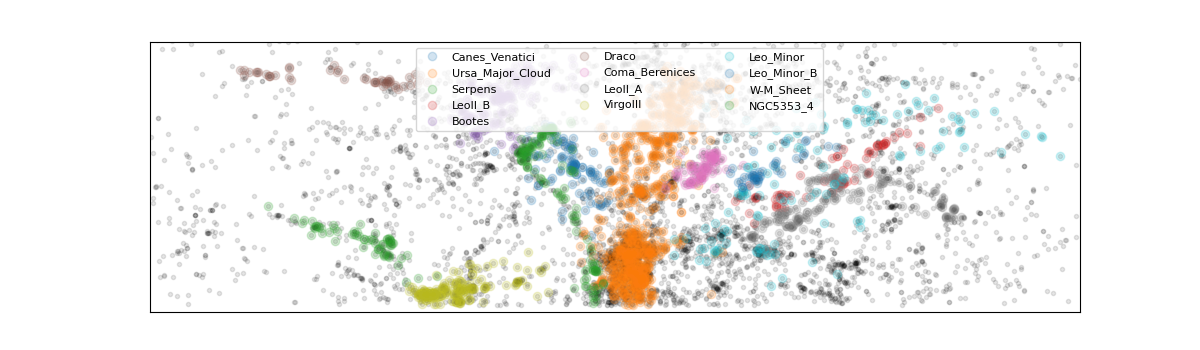 Canes_Venatici
Ursa_Major_Cloud
Serpens
LeoII_B
Bootes
Draco
Coma_Berenices
LeoII_A
VirgoIII
Leo_Minor
Leo_Minor_B
W-M_Sheet
NGC5353_4